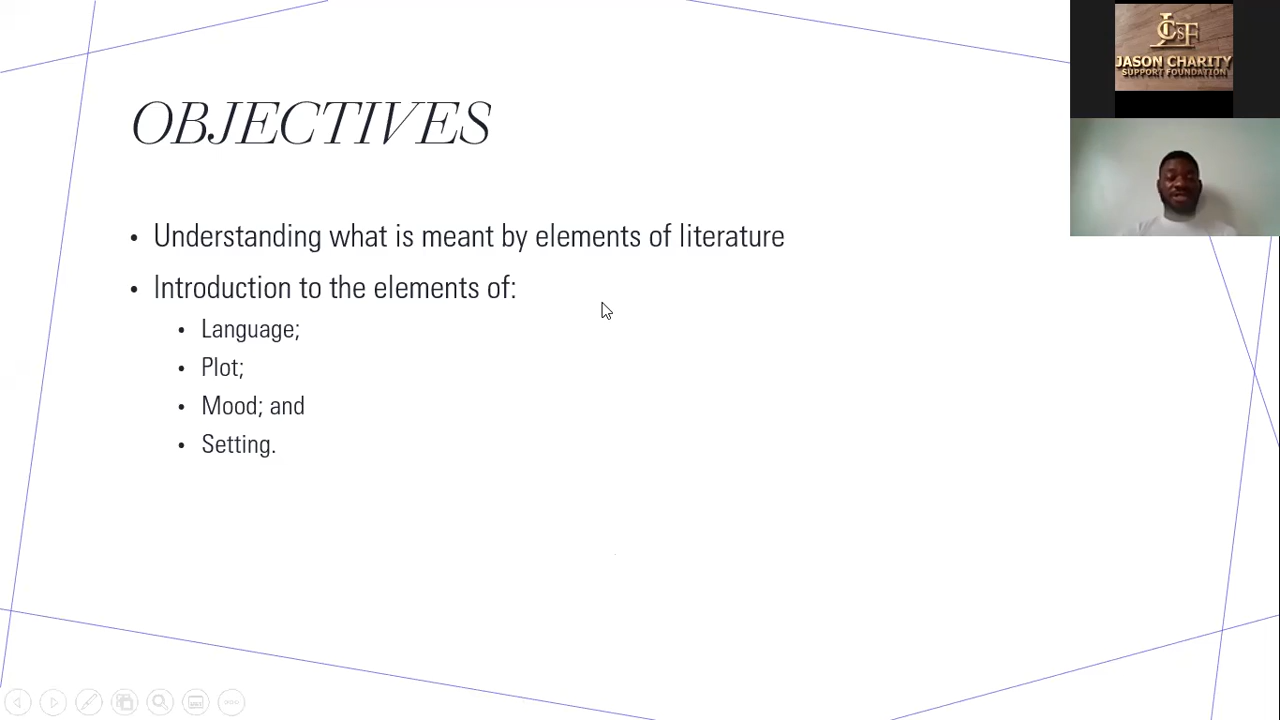 JASON CHARITY
SUPPORT FOUNDATION
OBJECTIVES
• Understanding what is meant by elements of literature
• Introduction to the elements of:
• Language;
• Plot;
• Mood; and
• Setting.